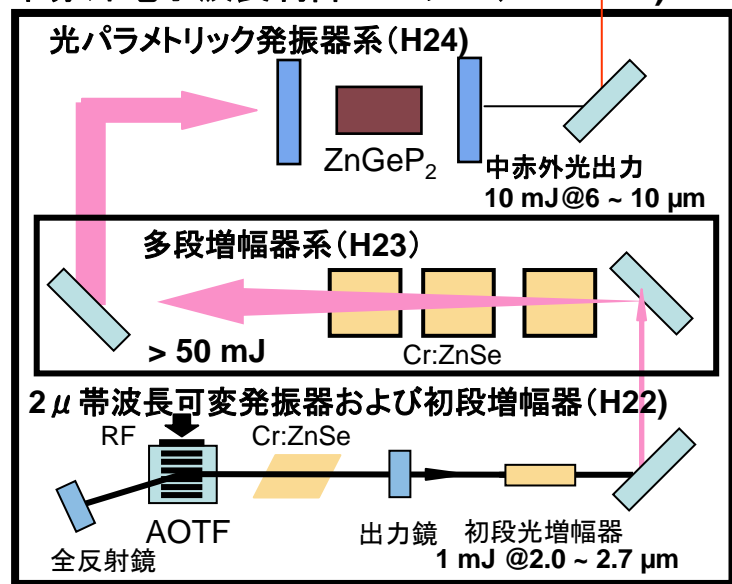 光パラメトリック発振器系(H24)
ZnGeP₂
中赤外光出力
10 mJ@6 ~ 10 μm
多段増幅器系(H23)
> 50 mJ
Cr:ZnSe
2μ帯波長可変発振器および初段増幅器(H22)
RF
Cr:ZnSe
AOTF
全反射鏡
出力鏡
初段光増幅器
1 mJ @2.0 ~ 2.7 μm